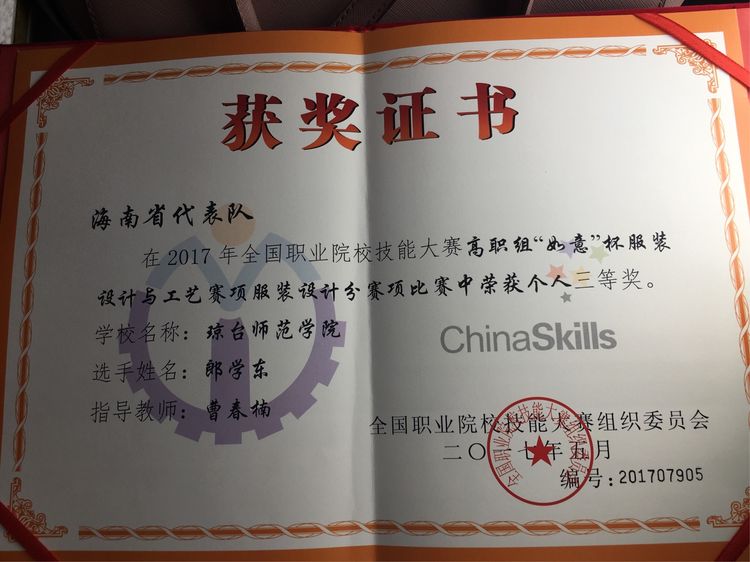 获奖证书
海南省代表队
在2017年全国职业院校技能大赛高职组“如意”杯服装
设计与工艺赛项服装设计分赛项比赛中荣获个人三等奖。
学校名称：琼台师范学院
ChinaSkills
选手姓名：郎学东
指导教师：曹春楠
全国职业院校技能大赛组织委员会
二〇一七年五月
编号:201707905